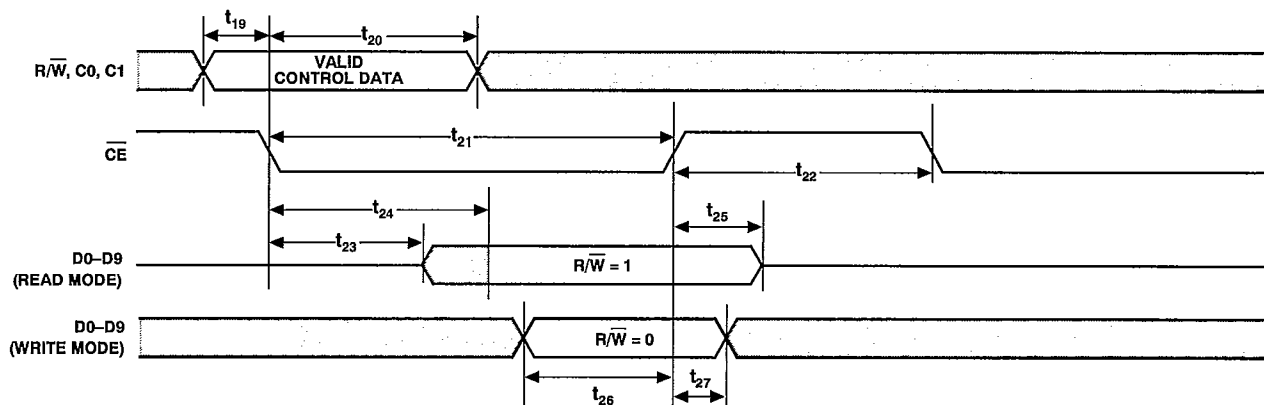 t19
t20
R/W̅, C0, C1
VALID
CONTROL DATA
t21
C̅E̅
t22
t24
t25
t23
D0–D9
(READ MODE)
R/W̅ = 1
D0–D9
(WRITE MODE)
R/W̅ = 0
t26
t27